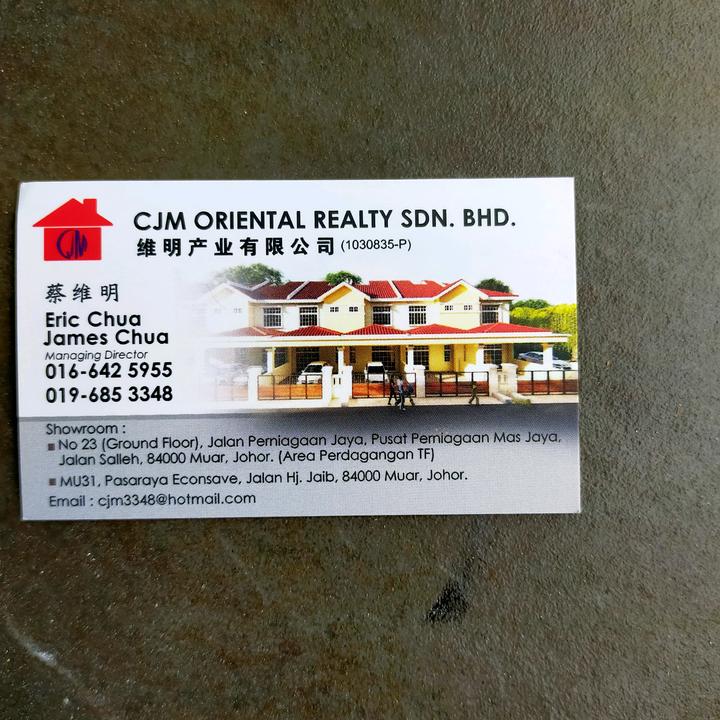 CJM
CJM ORIENTAL REALTY SDN. BHD.
维明产业有限公司 (1030835-P)
蔡维明
Eric Chua
James Chua
Managing Director
016-642 5955
019-685 3348
Showroom :
No 23 (Ground Floor), Jalan Perniagaan Jaya, Pusat Perniagaan Mas Jaya,
Jalan Salleh, 84000 Muar, Johor. (Area Perdagangan TF)
MU31, Pasaraya Econsave, Jalan Hj. Jaib, 84000 Muar, Johor.
Email : cjm3348@hotmail.com